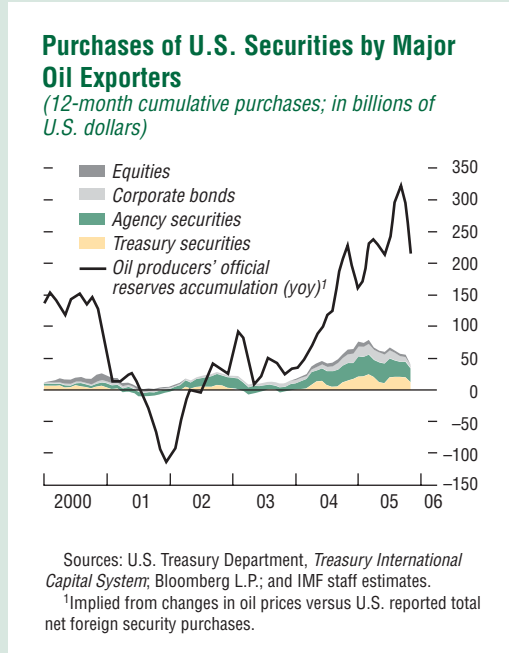 Purchases of U.S. Securities by Major
Oil Exporters
(12-month cumulative purchases; in billions of
U.S. dollars)
350
Equities
300
Corporate bonds
250
Agency securities
Treasury securities
200
Oil producers' official
reserves accumulation (yoy)¹
150
100
50
0
–50
–100
–150
2000 01 02 03 04 05 06
Sources: U.S. Treasury Department, Treasury International
Capital System; Bloomberg L.P.; and IMF staff estimates.
¹Implied from changes in oil prices versus U.S. reported total
net foreign security purchases.